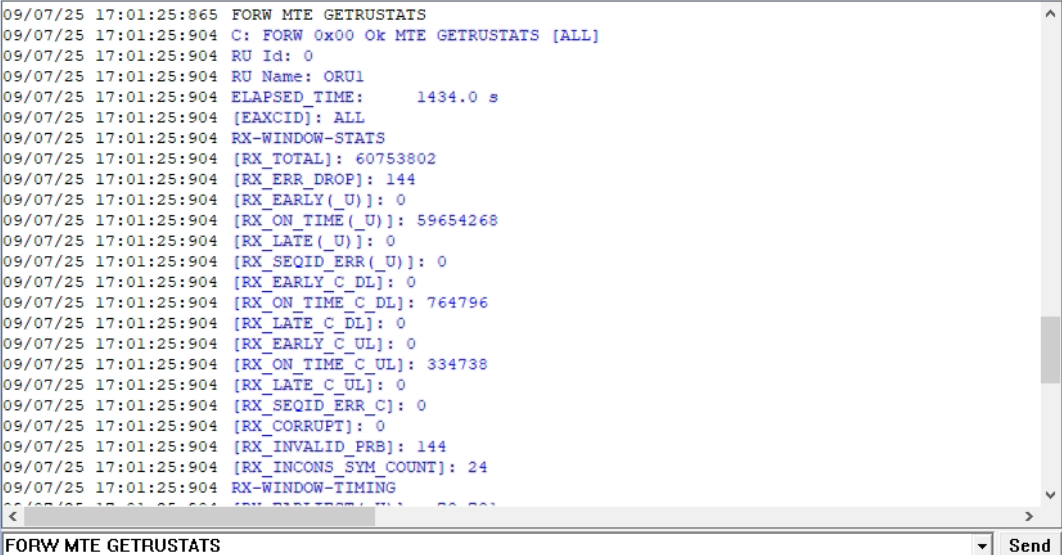 09/07/25 17:01:25:865 FORW MTE GETRUSTATS
09/07/25 17:01:25:904 C: FORW 0x00 Ok MTE GETRUSTATS [ALL]
09/07/25 17:01:25:904 RU Id: 0
09/07/25 17:01:25:904 RU Name: ORU1
09/07/25 17:01:25:904 ELAPSED_TIME: 1434.0 s
09/07/25 17:01:25:904 [EAXCID]: ALL
09/07/25 17:01:25:904 RX-WINDOW-STATS
09/07/25 17:01:25:904 [RX_TOTAL]: 60753802
09/07/25 17:01:25:904 [RX_ERR_DROP]: 144
09/07/25 17:01:25:904 [RX_EARLY(_U)]: 0
09/07/25 17:01:25:904 [RX_ON_TIME(_U)]: 59654268
09/07/25 17:01:25:904 [RX_LATE(_U)]: 0
09/07/25 17:01:25:904 [RX_SEQID_ERR(_U)]: 0
09/07/25 17:01:25:904 [RX_EARLY_C_DL]: 0
09/07/25 17:01:25:904 [RX_ON_TIME_C_DL]: 764796
09/07/25 17:01:25:904 [RX_LATE_C_DL]: 0
09/07/25 17:01:25:904 [RX_EARLY_C_UL]: 0
09/07/25 17:01:25:904 [RX_ON_TIME_C_UL]: 334738
09/07/25 17:01:25:904 [RX_LATE_C_UL]: 0
09/07/25 17:01:25:904 [RX_SEQID_ERR_C]: 0
09/07/25 17:01:25:904 [RX_CORRUPT]: 0
09/07/25 17:01:25:904 [RX_INVALID_PRB]: 144
09/07/25 17:01:25:904 [RX_INCONS_SYM_COUNT]: 24
09/07/25 17:01:25:904 RX-WINDOW-TIMING
FORW MTE GETRUSTATS
Send